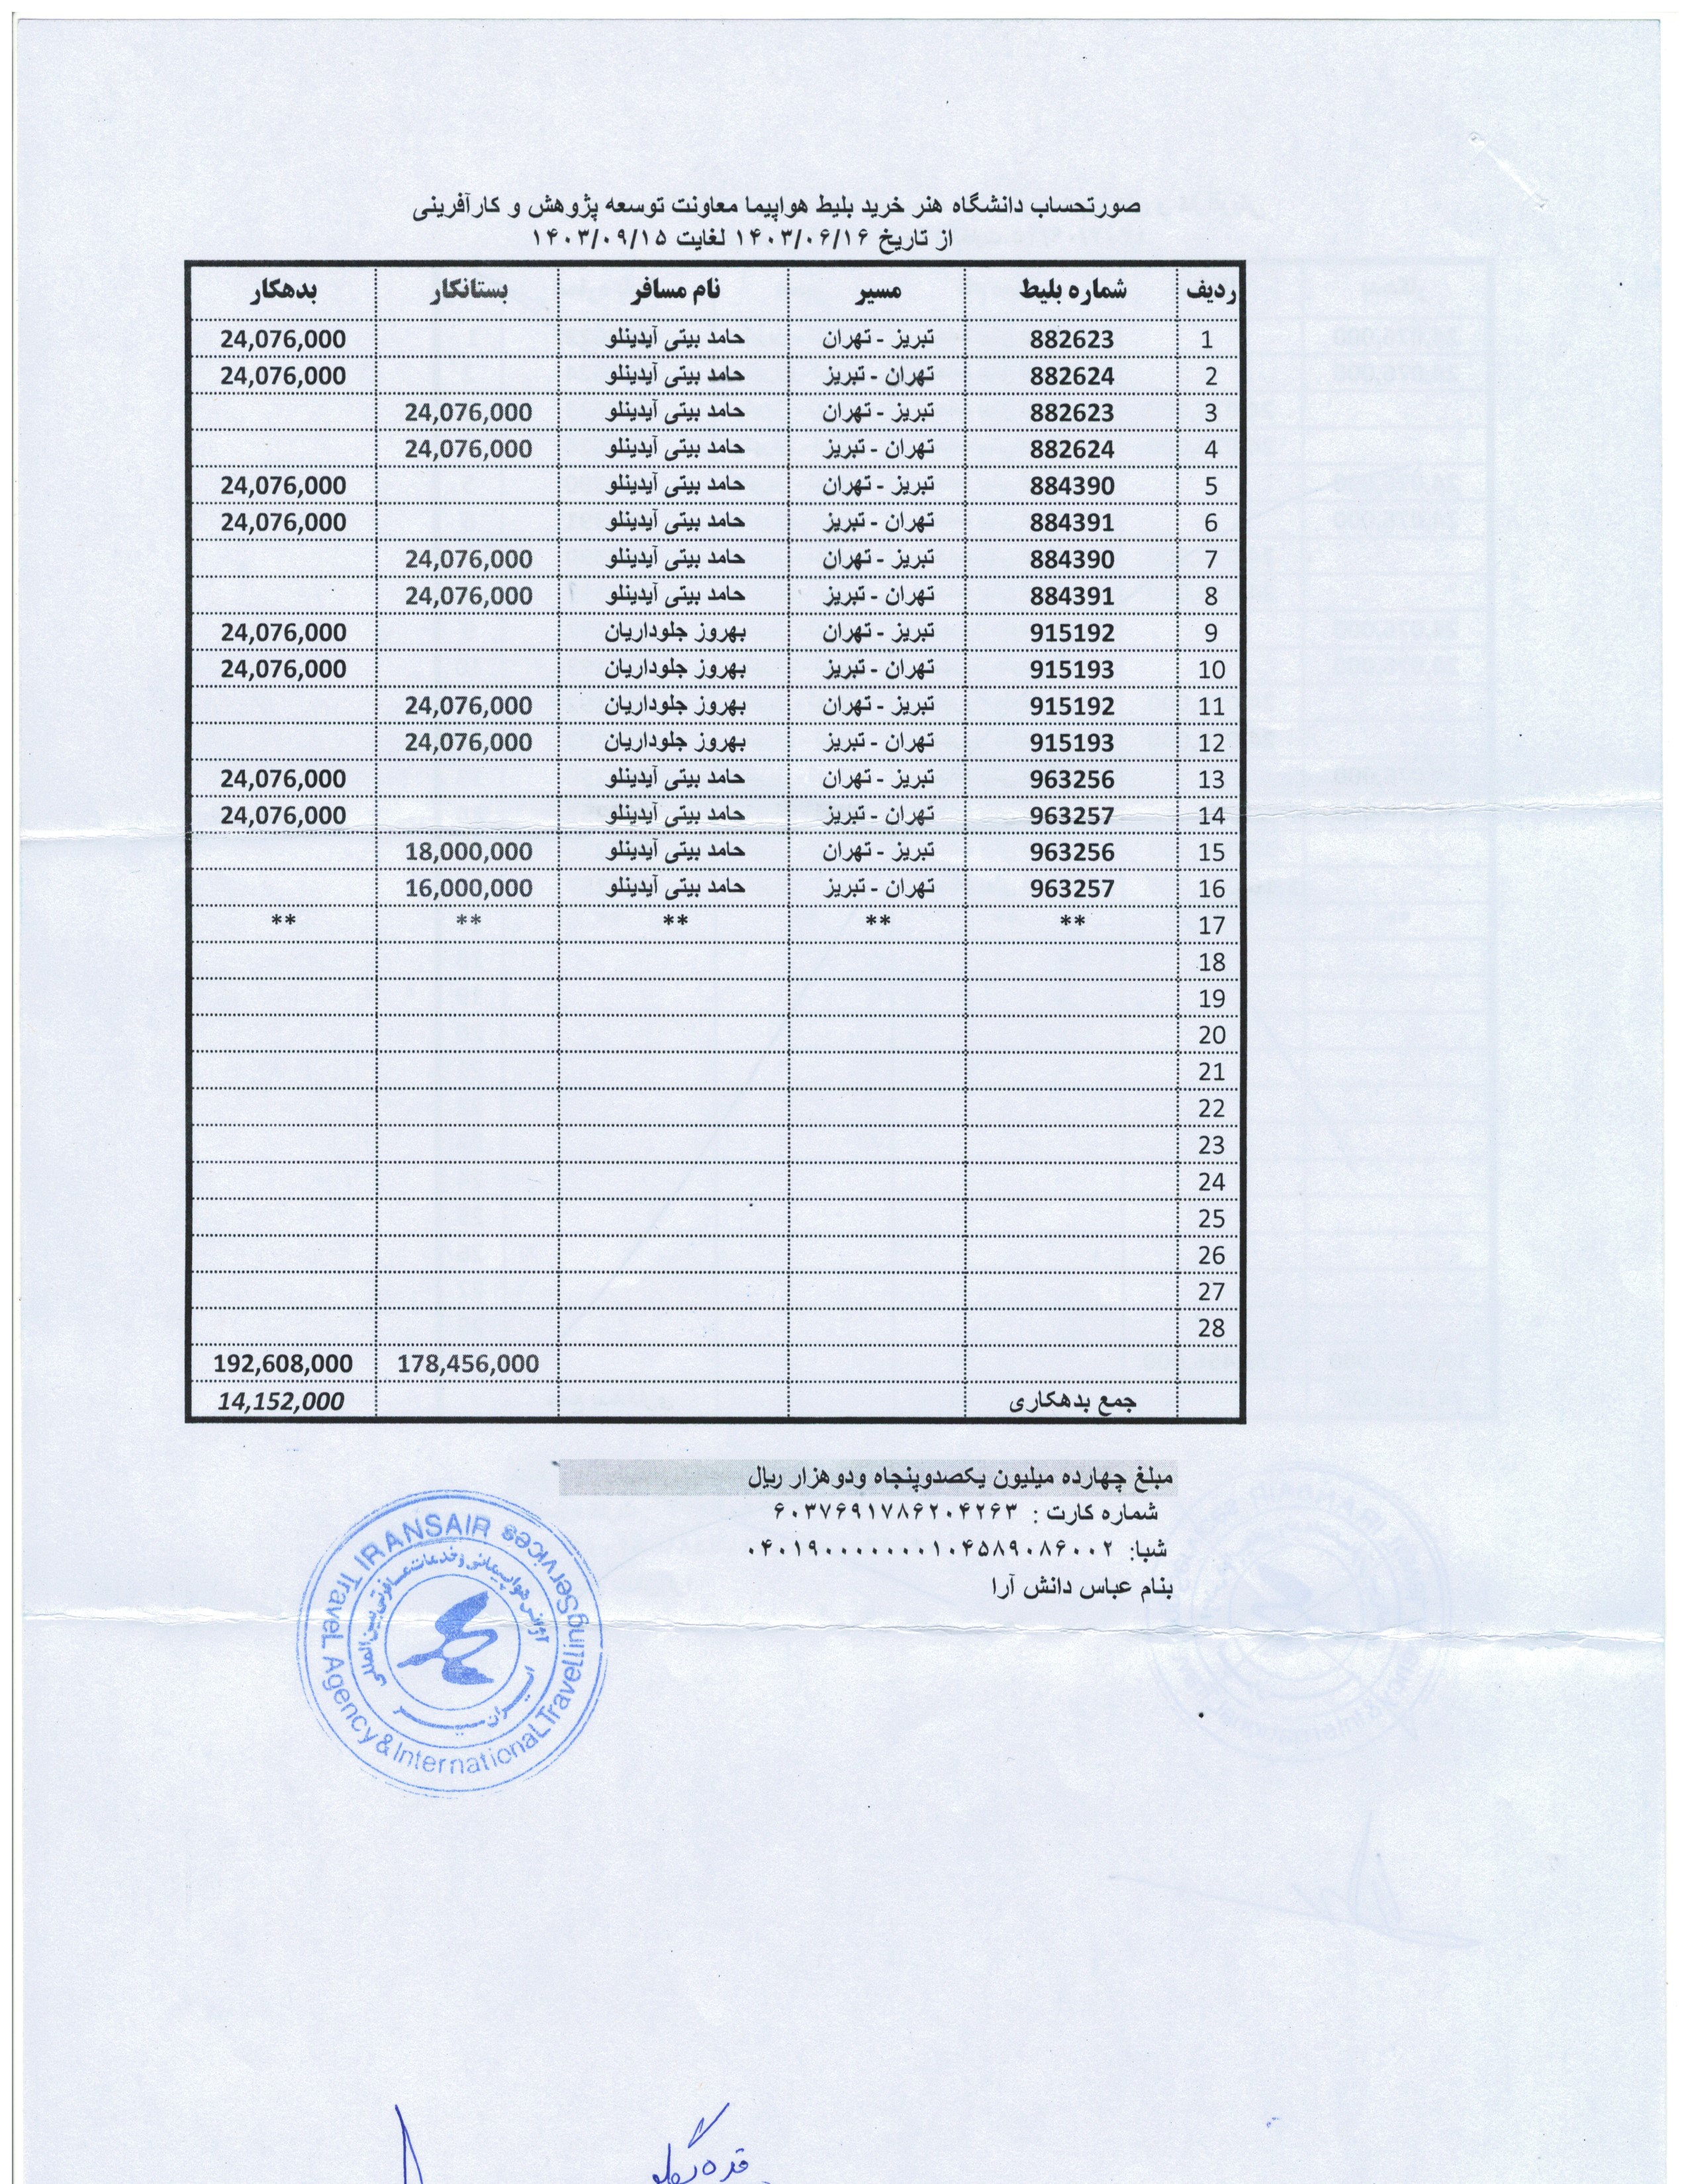 صورتحساب دانشگاه هنر خرید بلیط هواپیما معاونت توسعه پژوهش و کارآفرینی
از تاریخ ۱۴۰۳/۰۶/۱۶ لغایت ۱۴۰۳/۰۹/۱۵
ردیف شماره بلیط مسیر نام مسافر بستانکار بدهکار
1 882623 تبریز - تهران حامد بیتی آیدینلو 24,076,000
2 882624 تهران - تبریز حامد بیتی آیدینلو 24,076,000
3 882623 تبریز - تهران حامد بیتی آیدینلو 24,076,000
4 882624 تهران - تبریز حامد بیتی آیدینلو 24,076,000
5 884390 تبریز - تهران حامد بیتی آیدینلو 24,076,000
6 884391 تهران - تبریز حامد بیتی آیدینلو 24,076,000
7 884390 تبریز - تهران حامد بیتی آیدینلو 24,076,000
8 884391 تهران - تبریز حامد بیتی آیدینلو 24,076,000
9 915192 تبریز - تهران بهروز جلوداریان 24,076,000
10 915193 تهران - تبریز بهروز جلوداریان 24,076,000
11 915192 تبریز - تهران بهروز جلوداریان 24,076,000
12 915193 تهران - تبریز بهروز جلوداریان 24,076,000
13 963256 تبریز - تهران حامد بیتی آیدینلو 24,076,000
14 963257 تهران - تبریز حامد بیتی آیدینلو 24,076,000
15 963256 تبریز - تهران حامد بیتی آیدینلو 18,000,000
16 963257 تهران - تبریز حامد بیتی آیدینلو 16,000,000
17 ** ** ** ** **
18
19
20
21
22
23
24
25
26
27
28
178,456,000 192,608,000
جمع بدهکاری 14,152,000
مبلغ چهارده میلیون یکصدوپنجاه ودوهزار ریال
شماره کارت : ۶۰۳۷۶۹۱۷۸۶۲۰۴۲۶۳
شبا: ۰۴۰۱۹۰۰۰۰۰۰۰۰۱۰۴۵۸۹۰۸۶۰۰۲
بنام عباس دانش آرا
IRANSAIR TraveL Agency & InternationaL TravelLingServices
آژانس هواپیمائی وخدمات مسافرتی بین المللی
ایران سیر